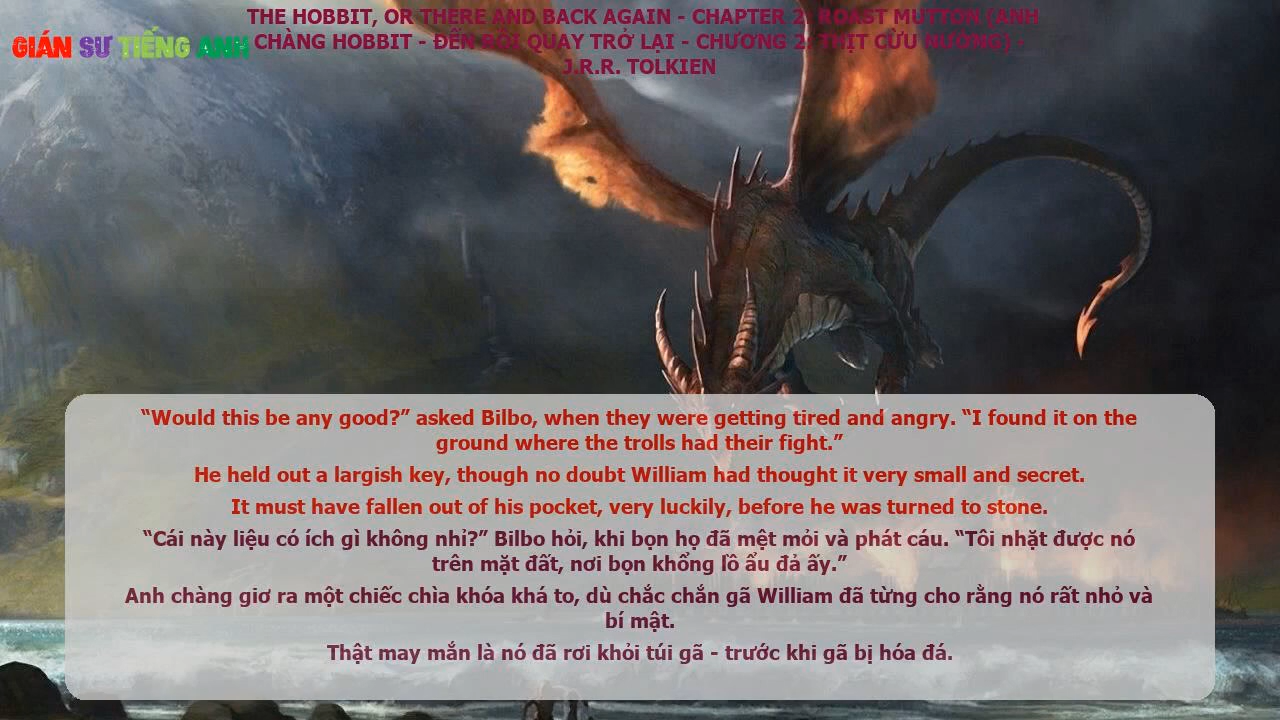 THE HOBBIT, OR THERE AND BACK AGAIN - CHAPTER 2: ROAST MUTTON (ANH
CHÀNG HOBBIT - ĐẾN RỒI QUAY TRỞ LẠI - CHƯƠNG 2: THỊT CỪU NƯỚNG) -
J.R.R. TOLKIEN
GIÁN SỨ TIẾNG ANH
“Would this be any good?” asked Bilbo, when they were getting tired and angry. “I found it on the
ground where the trolls had their fight.”
He held out a largish key, though no doubt William had thought it very small and secret.
It must have fallen out of his pocket, very luckily, before he was turned to stone.
“Cái này liệu có ích gì không nhỉ?” Bilbo hỏi, khi bọn họ đã mệt mỏi và phát cáu. “Tôi nhặt được nó
trên mặt đất, nơi bọn khổng lồ ẩu đả ấy.”
Anh chàng giơ ra một chiếc chìa khóa khá to, dù chắc chắn gã William đã từng cho rằng nó rất nhỏ và
bí mật.
Thật may mắn là nó đã rơi khỏi túi gã - trước khi gã bị hóa đá.